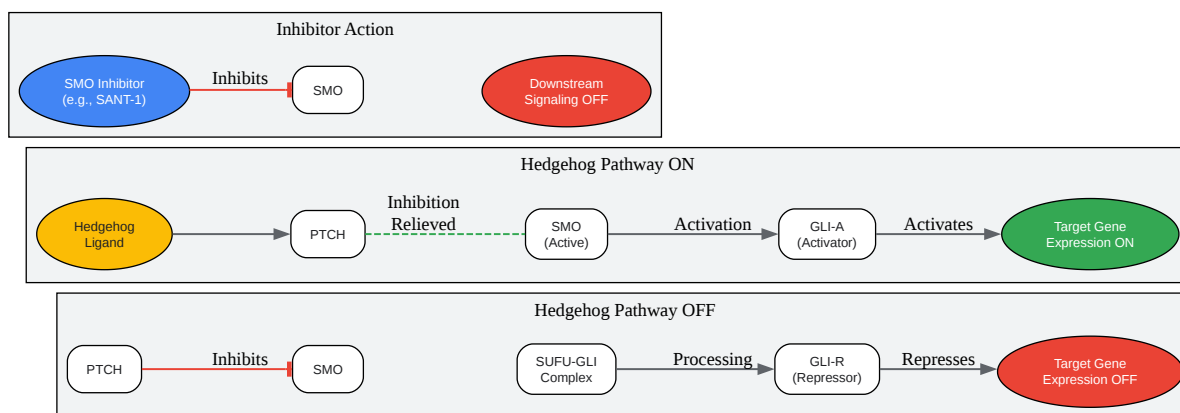 Inhibitor Action
SMO Inhibitor
(e.g., SANT-1)
Inhibits
SMO
Downstream
Signaling OFF
Hedgehog Pathway ON
Hedgehog
Ligand
PTCH
Inhibition
Relieved
SMO
(Active)
Activation
GLI-A
(Activator)
Activates
Target Gene
Expression ON
Hedgehog Pathway OFF
PTCH
Inhibits
SMO
SUFU-GLI
Complex
Processing
GLI-R
(Repressor)
Represses
Target Gene
Expression OFF